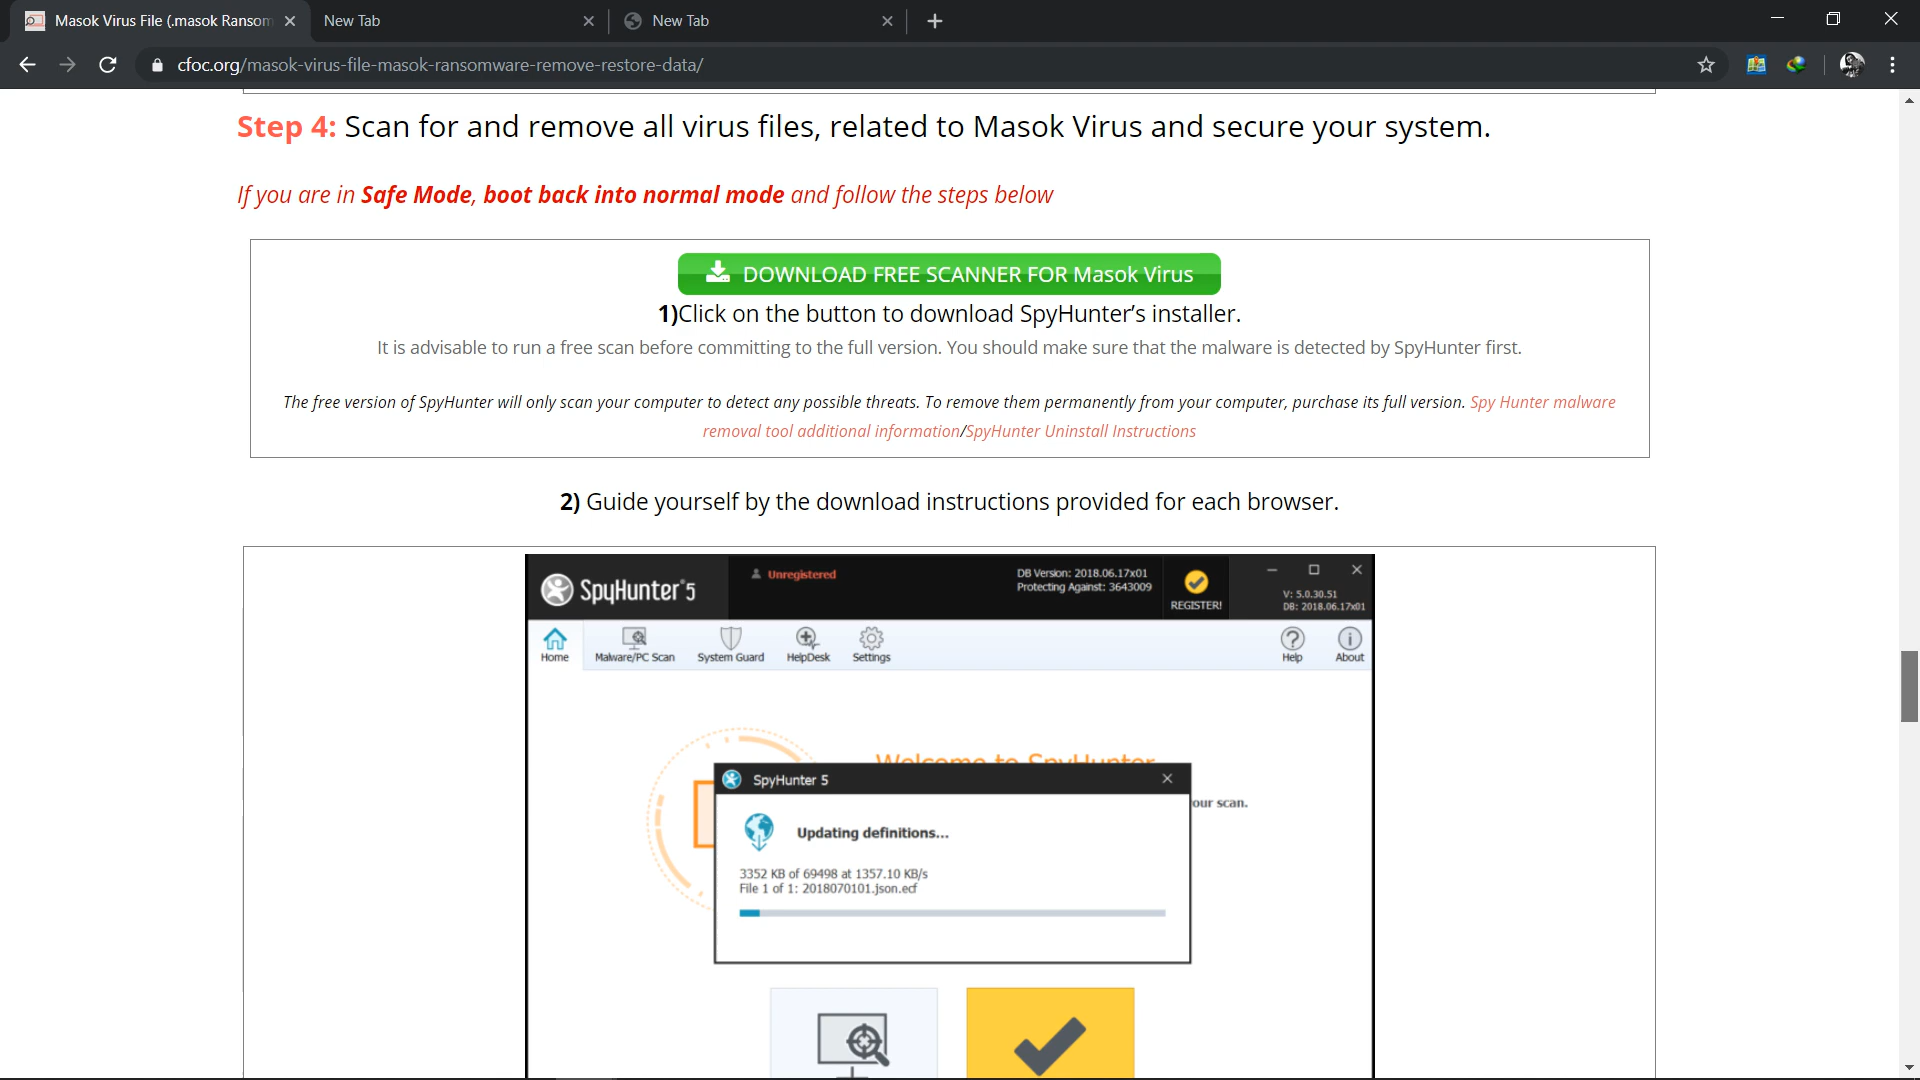 Masok Virus File (.masok Ransom
New Tab
New Tab
cfoc.org/masok-virus-file-masok-ransomware-remove-restore-data/
Step 4: Scan for and remove all virus files, related to Masok Virus and secure your system.
If you are in Safe Mode, boot back into normal mode and follow the steps below
DOWNLOAD FREE SCANNER FOR Masok Virus
1)Click on the button to download SpyHunter’s installer.
It is advisable to run a free scan before committing to the full version. You should make sure that the malware is detected by SpyHunter first.
The free version of SpyHunter will only scan your computer to detect any possible threats. To remove them permanently from your computer, purchase its full version. Spy Hunter malware
removal tool additional information/SpyHunter Uninstall Instructions
2) Guide yourself by the download instructions provided for each browser.
SpyHunter® 5
Unregistered
DB Version: 2018.06.17x01
Protecting Against: 3643009
REGISTER!
V: 5.0.30.51
DB: 2018.06.17x01
Home
Malware/PC Scan
System Guard
HelpDesk
Settings
Help
About
Welcome to SpyHunter
SpyHunter 5
our scan.
Updating definitions...
3352 KB of 69498 at 1357.10 KB/s
File 1 of 1: 2018070101.json.ecf